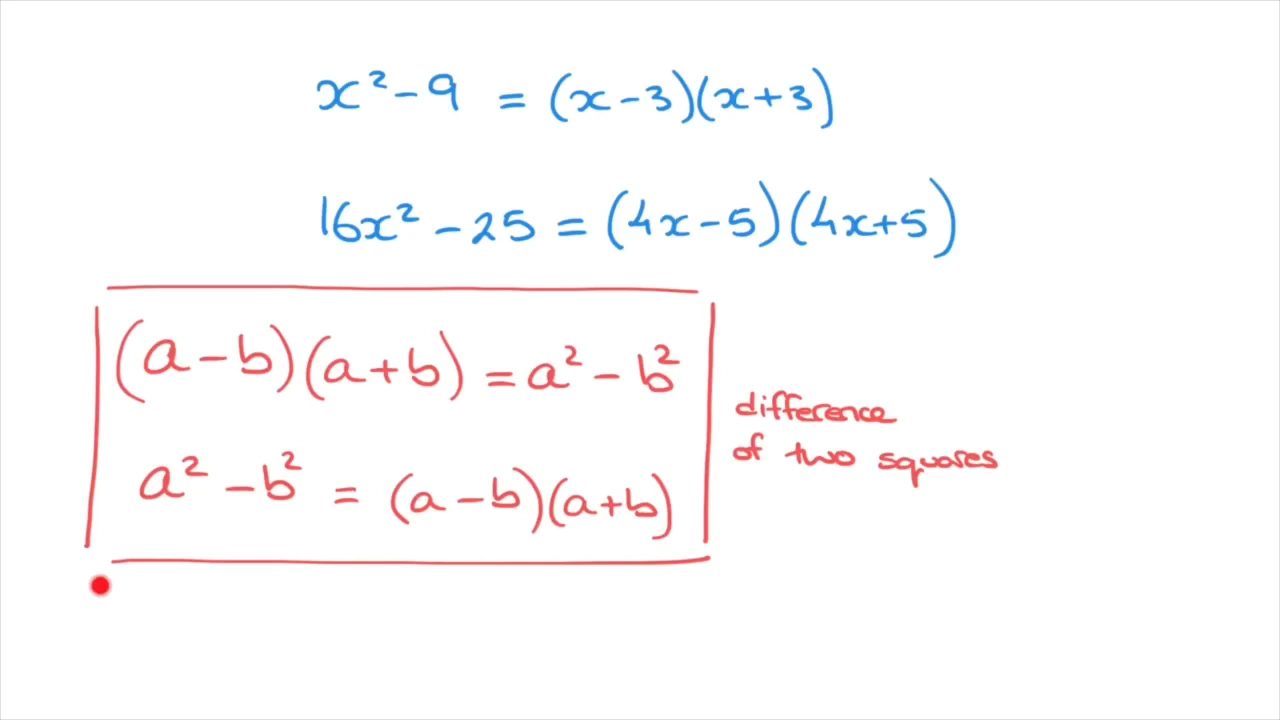 x² - 9 = (x - 3)(x + 3)
16x² - 25 = (4x - 5)(4x + 5)
(a - b)(a + b) = a² - b²
a² - b² = (a - b)(a + b)
difference
of two squares